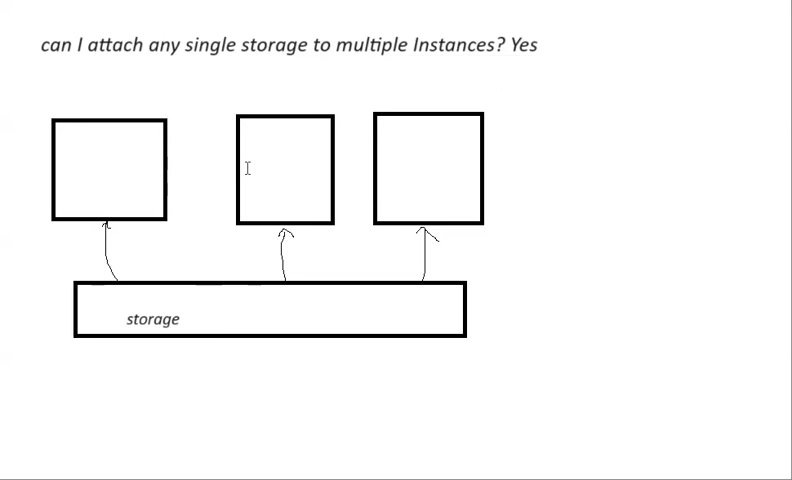 can I attach any single storage to multiple Instances? Yes
storage